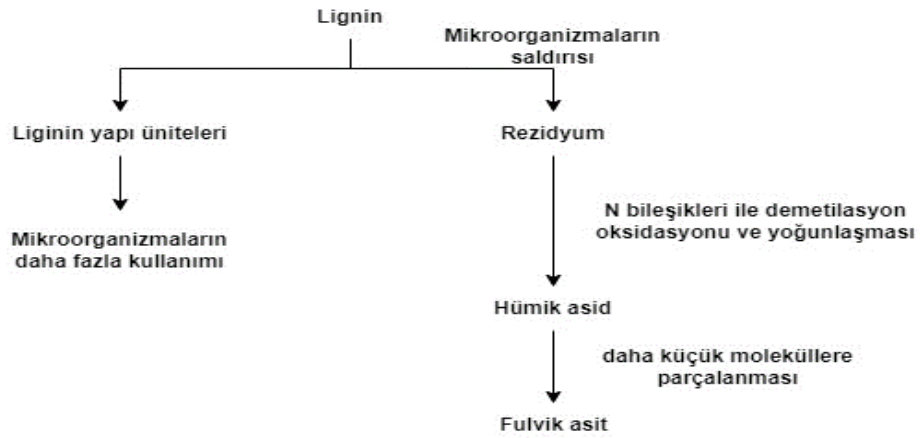 Lignin
Mikroorganizmaların
saldırısı
Liginin yapı üniteleri
Rezidyum
N bileşikleri ile demetilasyon
oksidasyonu ve yoğunlaşması
Mikroorganizmaların
daha fazla kullanımı
Hümik asid
daha küçük moleküllere
parçalanması
Fulvik asit